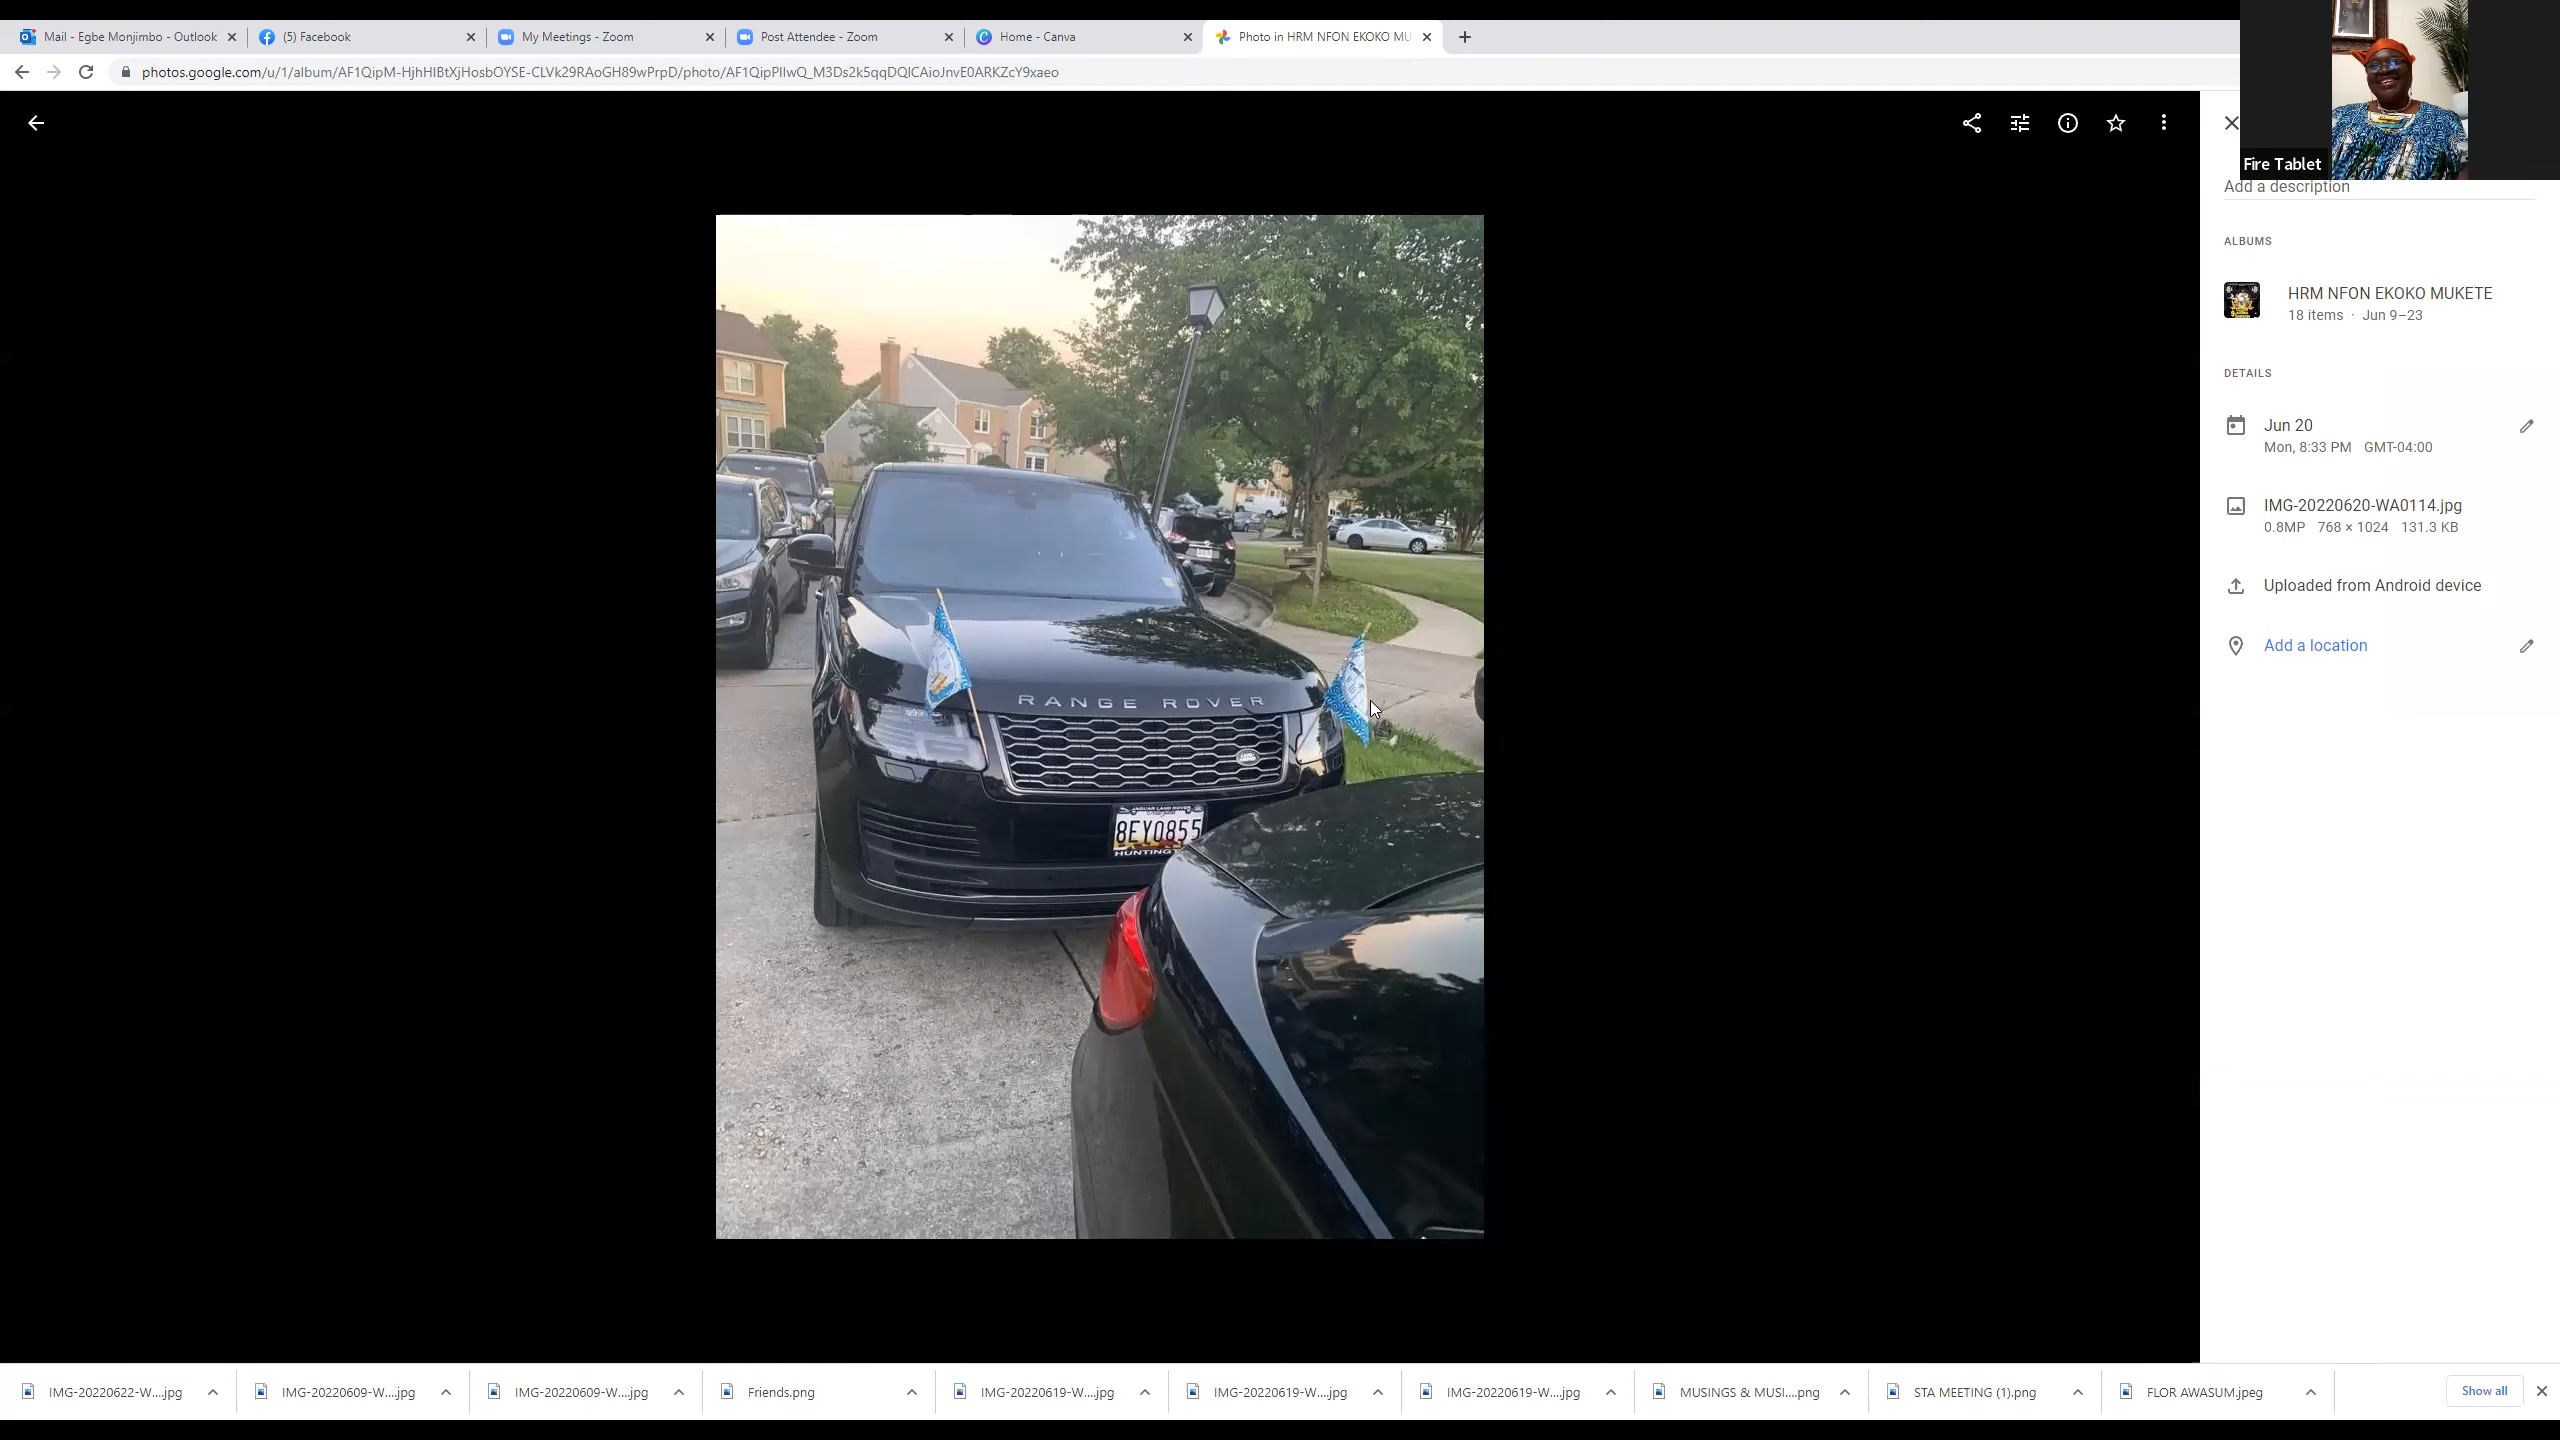 Mail - Egbe Monjimbo - Outlook
(5) Facebook
My Meetings - Zoom
Post Attendee - Zoom
Home - Canva
Photo in HRM NFON EKOKO MU
photos.google.com/u/1/album/AF1QipM-HjhHIBtXjHosbOYSE-CLVk29RAoGH89wPrpD/photo/AF1QipPIlwQ_M3Ds2k5qqDQlCAioJnvE0ARKZcY9xaeo
Fire Tablet
Add a description
ALBUMS
HRM NFON EKOKO MUKETE
18 items · Jun 9–23
DETAILS
Jun 20
Mon, 8:33 PM GMT-04:00
IMG-20220620-WA0114.jpg
0.8MP 768 × 1024 131.3 KB
Uploaded from Android device
Add a location
RANGE ROVER
JAGUAR LAND ROVER
8EY0855
HUNTINGT
IMG-20220622-W....jpg
IMG-20220609-W....jpg
IMG-20220609-W....jpg
Friends.png
IMG-20220619-W....jpg
IMG-20220619-W....jpg
IMG-20220619-W....jpg
MUSINGS & MUSI....png
STA MEETING (1).png
FLOR AWASUM.jpeg
Show all